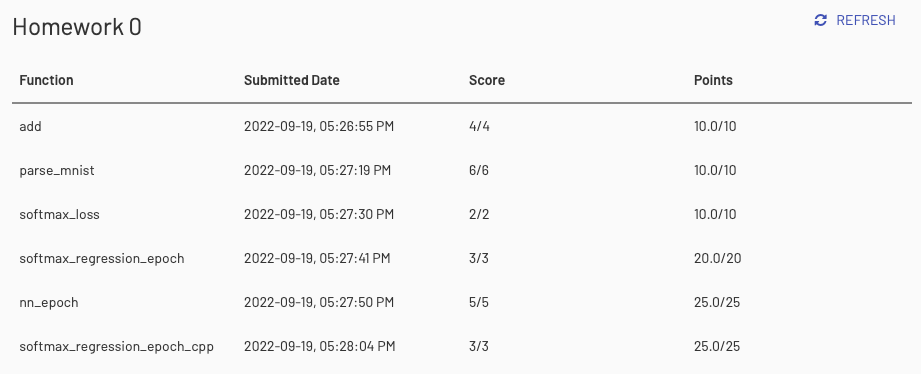 Homework 0
REFRESH
Function Submitted Date Score Points
add 2022-09-19, 05:26:55 PM 4/4 10.0/10
parse_mnist 2022-09-19, 05:27:19 PM 6/6 10.0/10
softmax_loss 2022-09-19, 05:27:30 PM 2/2 10.0/10
softmax_regression_epoch 2022-09-19, 05:27:41 PM 3/3 20.0/20
nn_epoch 2022-09-19, 05:27:50 PM 5/5 25.0/25
softmax_regression_epoch_cpp 2022-09-19, 05:28:04 PM 3/3 25.0/25